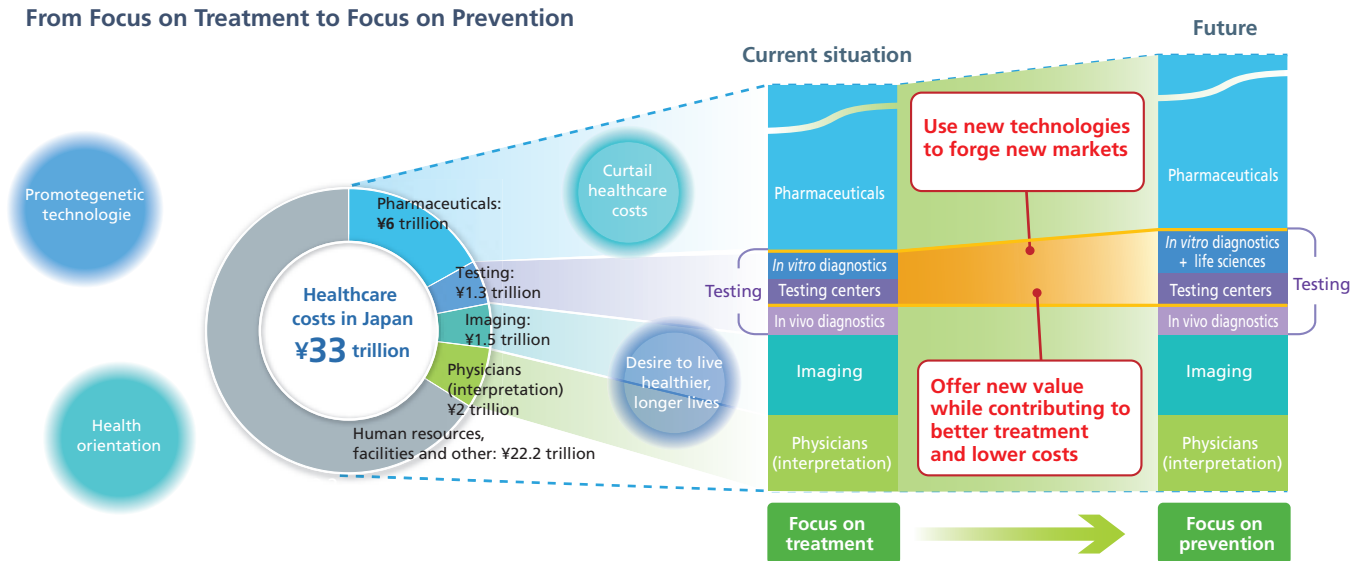 From Focus on Treatment to Focus on Prevention
Promotegenetic
technologie
Health
orientation
Healthcare
costs in Japan
¥33 trillion
Pharmaceuticals:
¥6 trillion
Testing:
¥1.3 trillion
Imaging:
¥1.5 trillion
Physicians
(interpretation)
¥2 trillion
Human resources,
facilities and other: ¥22.2 trillion
Curtail
healthcare
costs
Desire to live
healthier,
longer lives
Current situation
Pharmaceuticals
Testing
In vitro diagnostics
Testing centers
In vivo diagnostics
Imaging
Physicians
(interpretation)
Focus on
treatment
Use new technologies
to forge new markets
Offer new value
while contributing to
better treatment
and lower costs
Future
Pharmaceuticals
In vitro diagnostics
+ life sciences
Testing centers
Testing
In vivo diagnostics
Imaging
Physicians
(interpretation)
Focus on
prevention